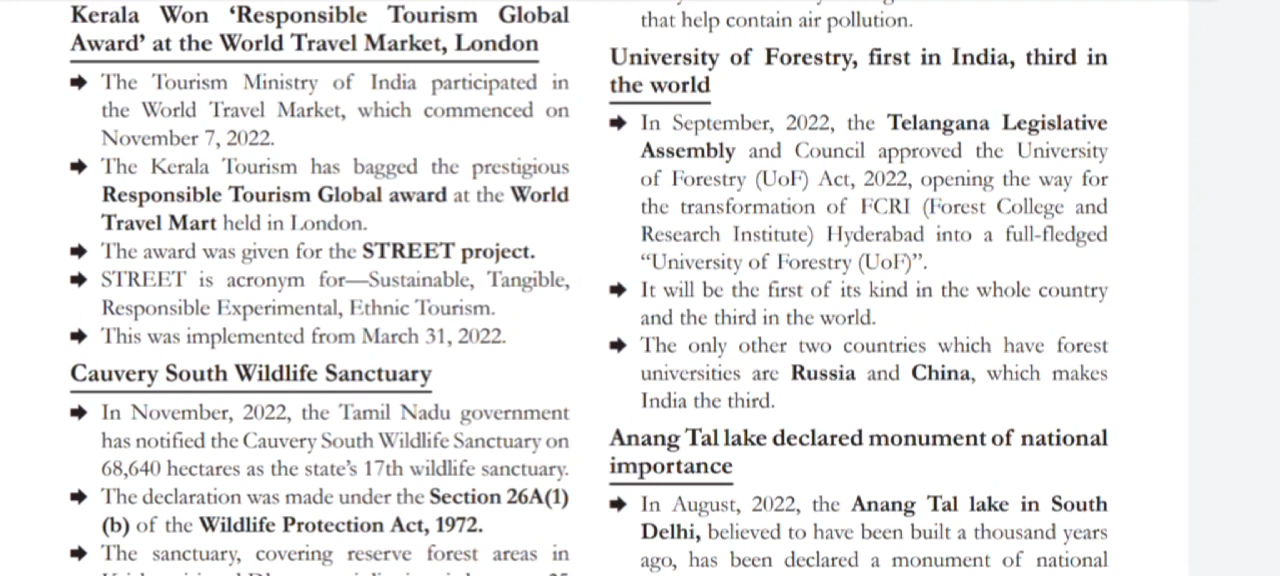 Kerala Won ‘Responsible Tourism Global
Award’ at the World Travel Market, London
➡ The Tourism Ministry of India participated in
the World Travel Market, which commenced on
November 7, 2022.
➡ The Kerala Tourism has bagged the prestigious
Responsible Tourism Global award at the World
Travel Mart held in London.
➡ The award was given for the STREET project.
➡ STREET is acronym for—Sustainable, Tangible,
Responsible Experimental, Ethnic Tourism.
➡ This was implemented from March 31, 2022.
Cauvery South Wildlife Sanctuary
➡ In November, 2022, the Tamil Nadu government
has notified the Cauvery South Wildlife Sanctuary on
68,640 hectares as the state’s 17th wildlife sanctuary.
➡ The declaration was made under the Section 26A(1)
(b) of the Wildlife Protection Act, 1972.
➡ The sanctuary, covering reserve forest areas in
that help contain air pollution.
University of Forestry, first in India, third in
the world
➡ In September, 2022, the Telangana Legislative
Assembly and Council approved the University
of Forestry (UoF) Act, 2022, opening the way for
the transformation of FCRI (Forest College and
Research Institute) Hyderabad into a full-fledged
“University of Forestry (UoF)”.
➡ It will be the first of its kind in the whole country
and the third in the world.
➡ The only other two countries which have forest
universities are Russia and China, which makes
India the third.
Anang Tal lake declared monument of national
importance
➡ In August, 2022, the Anang Tal lake in South
Delhi, believed to have been built a thousand years
ago, has been declared a monument of national